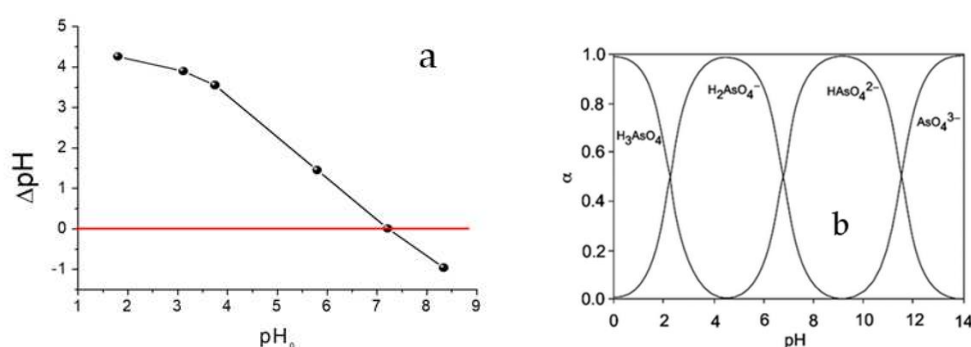 5
4
3
2
1
0
-1
ΔpH
a
1 2 3 4 5 6 7 8 9
pH₀
1.0
0.8
0.6
0.4
0.2
0.0
α
H₃AsO₄
H₂AsO₄⁻
HAsO₄²⁻
AsO₄³⁻
b
0 2 4 6 8 10 12 14
pH